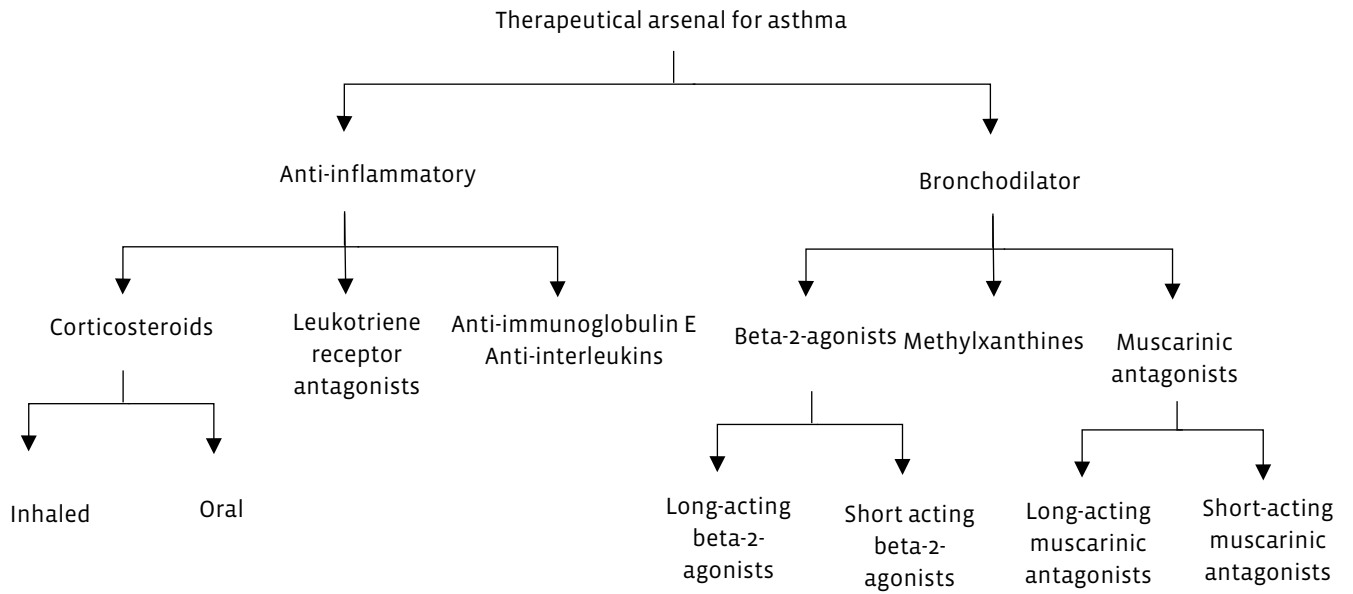 Therapeutical arsenal for asthma
Anti-inflammatory
Bronchodilator
Corticosteroids
Leukotriene
receptor
antagonists
Anti-immunoglobulin E
Anti-interleukins
Beta-2-agonists
Methylxanthines
Muscarinic
antagonists
Inhaled
Oral
Long-acting
beta-2-
agonists
Short acting
beta-2-
agonists
Long-acting
muscarinic
antagonists
Short-acting
muscarinic
antagonists